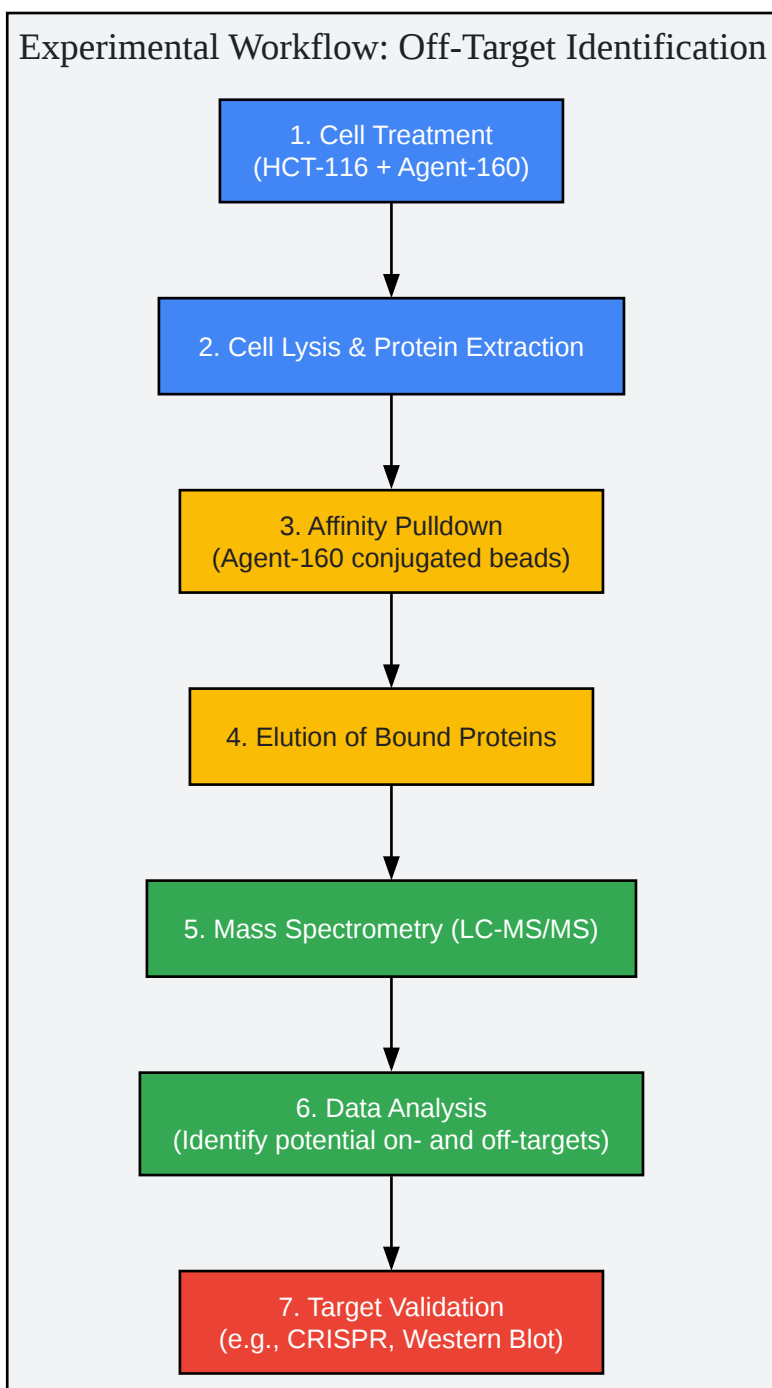 Experimental Workflow: Off-Target Identification
1. Cell Treatment
(HCT-116 + Agent-160)
2. Cell Lysis & Protein Extraction
3. Affinity Pulldown
(Agent-160 conjugated beads)
4. Elution of Bound Proteins
5. Mass Spectrometry (LC-MS/MS)
6. Data Analysis
(Identify potential on- and off-targets)
7. Target Validation
(e.g., CRISPR, Western Blot)